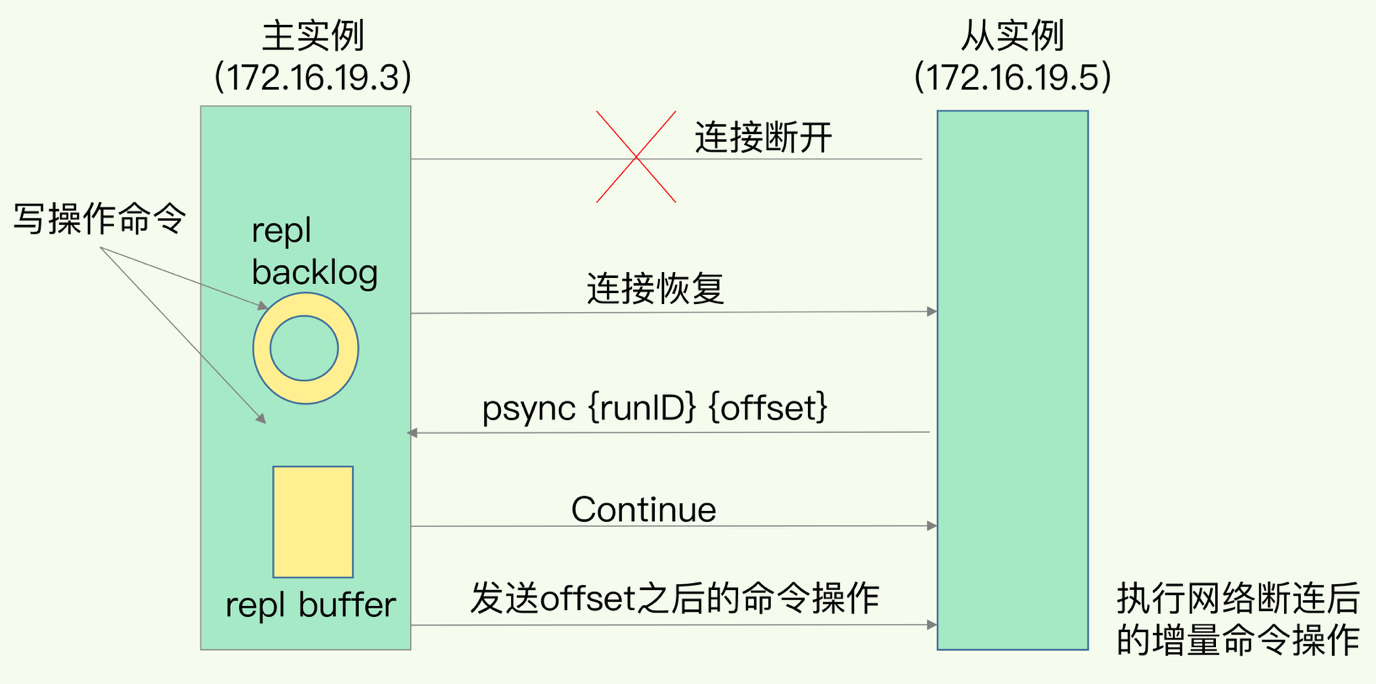 主实例
(172.16.19.3)
从实例
(172.16.19.5)
连接断开
写操作命令
repl
backlog
连接恢复
psync {runID} {offset}
Continue
repl buffer
发送offset之后的命令操作
执行网络断连后
的增量命令操作